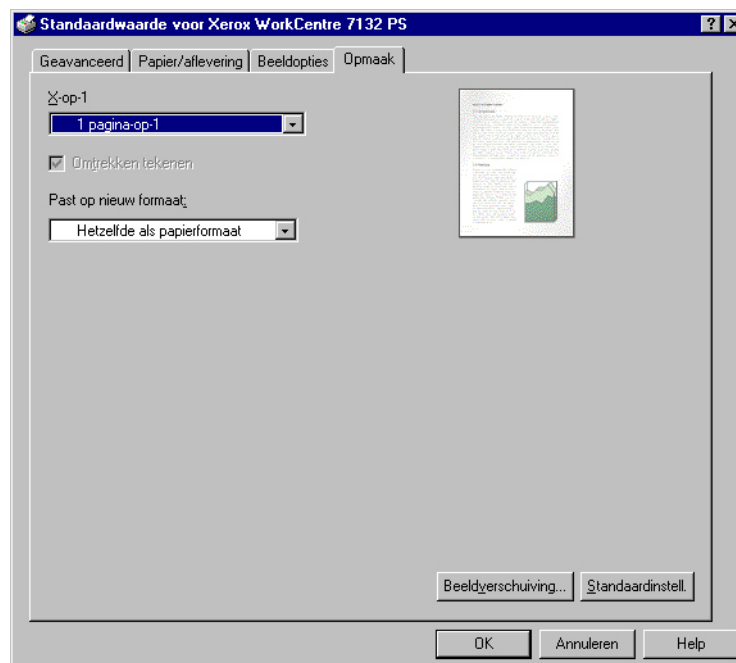 Standaardwaarde voor Xerox WorkCentre 7132 PS
Geavanceerd Papier/aflevering Beeldopties Opmaak
X-op-1
1 pagina-op-1
Omtrekken tekenen
Past op nieuw formaat:
Hetzelfde als papierformaat
Beeldverschuiving... Standaardinstell.
OK Annuleren Help